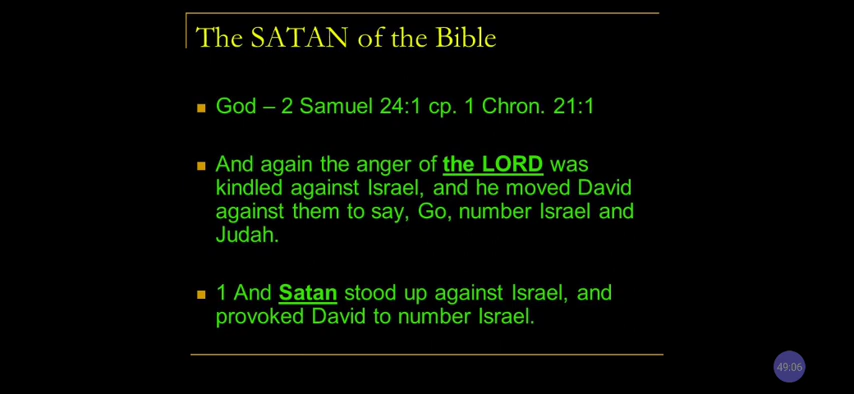 The SATAN of the Bible
God – 2 Samuel 24:1 cp. 1 Chron. 21:1
And again the anger of the LORD was
kindled against Israel, and he moved David
against them to say, Go, number Israel and
Judah.
1 And Satan stood up against Israel, and
provoked David to number Israel.
49:06